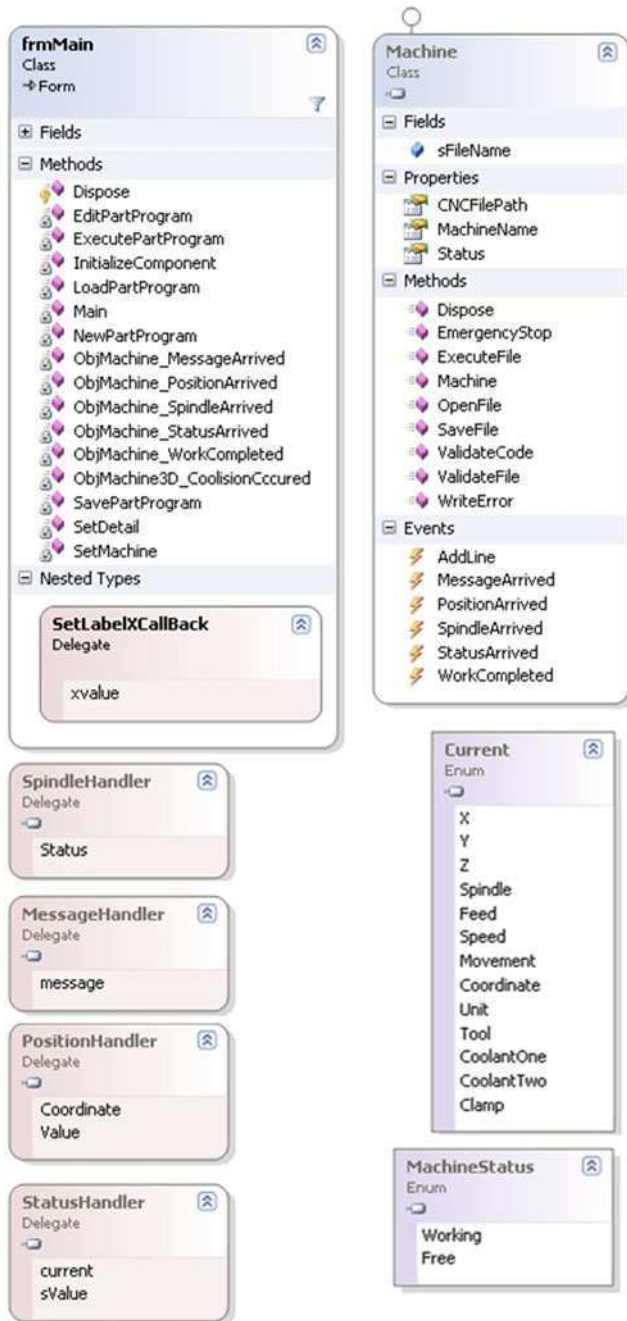 frmMain
Class
Form
Fields
Methods
Dispose
EditPartProgram
ExecutePartProgram
InitializeComponent
LoadPartProgram
Main
NewPartProgram
ObjMachine_MessageArrived
ObjMachine_PositionArrived
ObjMachine_SpindleArrived
ObjMachine_StatusArrived
ObjMachine_WorkCompleted
ObjMachine3D_CoolisionCccured
SavePartProgram
SetDetail
SetMachine
Nested Types
SetLabelXCallBack
Delegate
xvalue
Machine
Class
Fields
sFileName
Properties
CNCFilePath
MachineName
Status
Methods
Dispose
EmergencyStop
ExecuteFile
Machine
OpenFile
SaveFile
ValidateCode
ValidateFile
WriteError
Events
AddLine
MessageArrived
PositionArrived
SpindleArrived
StatusArrived
WorkCompleted
SpindleHandler
Delegate
Status
MessageHandler
Delegate
message
PositionHandler
Delegate
Coordinate
Value
StatusHandler
Delegate
current
sValue
Current
Enum
X
Y
Z
Spindle
Feed
Speed
Movement
Coordinate
Unit
Tool
CoolantOne
CoolantTwo
Clamp
MachineStatus
Enum
Working
Free